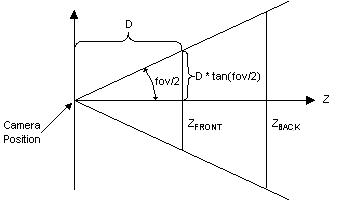 D
fov/2
D * tan(fov/2)
Z
Camera
Position
ZFRONT
ZBACK